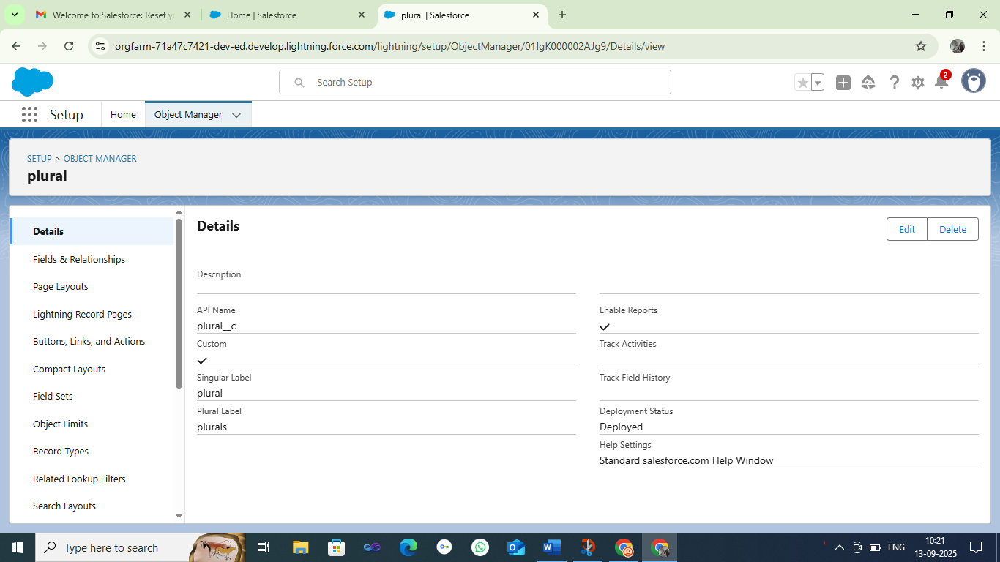 Welcome to Salesforce: Reset yo
Home | Salesforce
plural | Salesforce
orgfarm-71a47c7421-dev-ed.develop.lightning.force.com/lightning/setup/ObjectManager/01IgK000002AJg9/Details/view
Search Setup
2
Setup
Home
Object Manager
SETUP > OBJECT MANAGER
plural
Details
Fields & Relationships
Page Layouts
Lightning Record Pages
Buttons, Links, and Actions
Compact Layouts
Field Sets
Object Limits
Record Types
Related Lookup Filters
Search Layouts
Details
Edit
Delete
Description
API Name
plural__c
Custom
Singular Label
plural
Plural Label
plurals
Enable Reports
Track Activities
Track Field History
Deployment Status
Deployed
Help Settings
Standard salesforce.com Help Window
Type here to search
ENG
10:21
13-09-2025